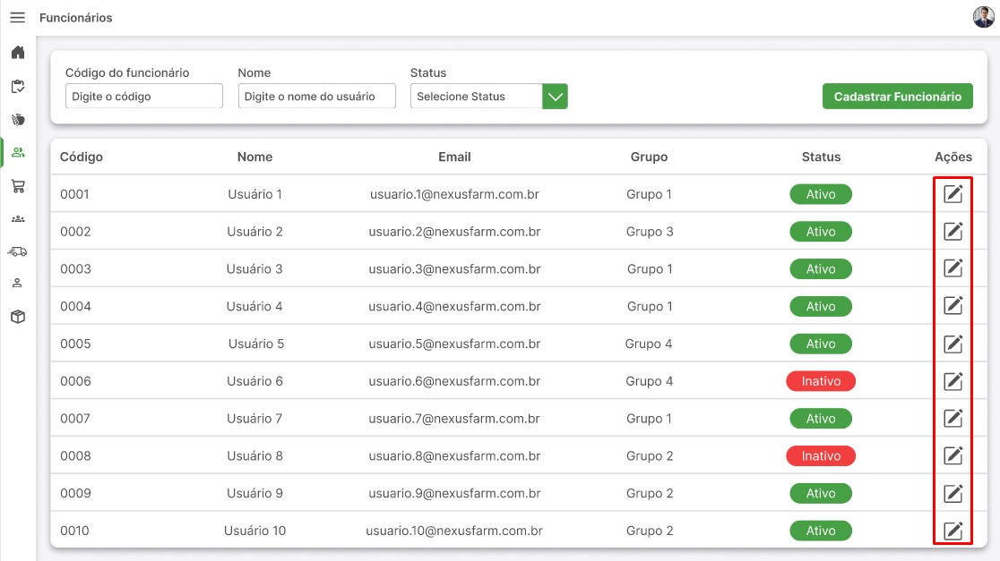 Funcionários
Código do funcionário Nome Status
Digite o código Digite o nome do usuário Selecione Status Cadastrar Funcionário
Código Nome Email Grupo Status Ações
0001 Usuário 1 usuario.1@nexusfarm.com.br Grupo 1 Ativo
0002 Usuário 2 usuario.2@nexusfarm.com.br Grupo 3 Ativo
0003 Usuário 3 usuario.3@nexusfarm.com.br Grupo 1 Ativo
0004 Usuário 4 usuario.4@nexusfarm.com.br Grupo 1 Ativo
0005 Usuário 5 usuario.5@nexusfarm.com.br Grupo 4 Ativo
0006 Usuário 6 usuario.6@nexusfarm.com.br Grupo 4 Inativo
0007 Usuário 7 usuario.7@nexusfarm.com.br Grupo 1 Ativo
0008 Usuário 8 usuario.8@nexusfarm.com.br Grupo 2 Inativo
0009 Usuário 9 usuario.9@nexusfarm.com.br Grupo 2 Ativo
0010 Usuário 10 usuario.10@nexusfarm.com.br Grupo 2 Ativo